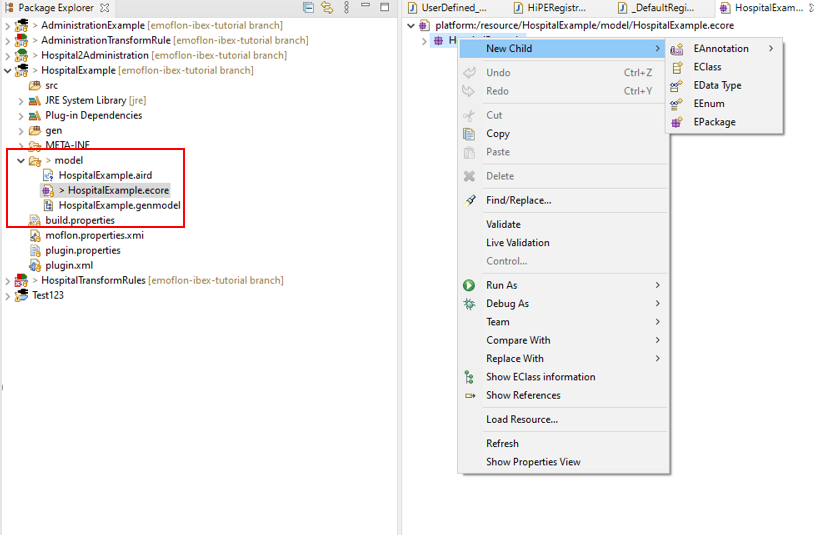 Package Explorer
> AdministrationExample [emoflon-ibex-tutorial branch]
> AdministrationTransformRule [emoflon-ibex-tutorial branch]
> Hospital2Administration [emoflon-ibex-tutorial branch]
> HospitalExample [emoflon-ibex-tutorial branch]
src
JRE System Library [jre]
Plug-in Dependencies
> gen
META-INF
> model
HospitalExample.aird
> HospitalExample.ecore
HospitalExample.genmodel
build.properties
moflon.properties.xmi
plugin.properties
plugin.xml
> HospitalTransformRules [emoflon-ibex-tutorial branch]
Test123
UserDefined_...
HiPERegistr...
_DefaultRegi...
HospitalExam...
platform:/resource/HospitalExample/model/HospitalExample.ecore
New Child
Undo Ctrl+Z
Redo Ctrl+Y
Cut
Copy
Paste
Delete
Find/Replace...
Validate
Live Validation
Control...
Run As
Debug As
Team
Compare With
Replace With
Show EClass information
Show References
Load Resource...
Refresh
Show Properties View
EAnnotation
EClass
EData Type
EEnum
EPackage